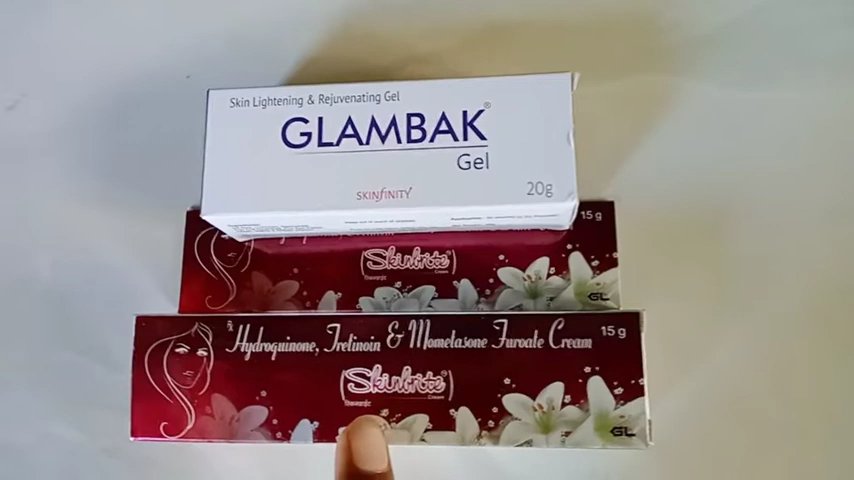 Skin Lightening & Rejuvenating Gel
GLAMBAK®
Gel
SKINFINITY
20g
15 g
Skinbrite®
Cream
GL
Rx
Hydroquinone, Tretinoin & Mometasone Furoate Cream
15 g
Skinbrite®
Cream
GL